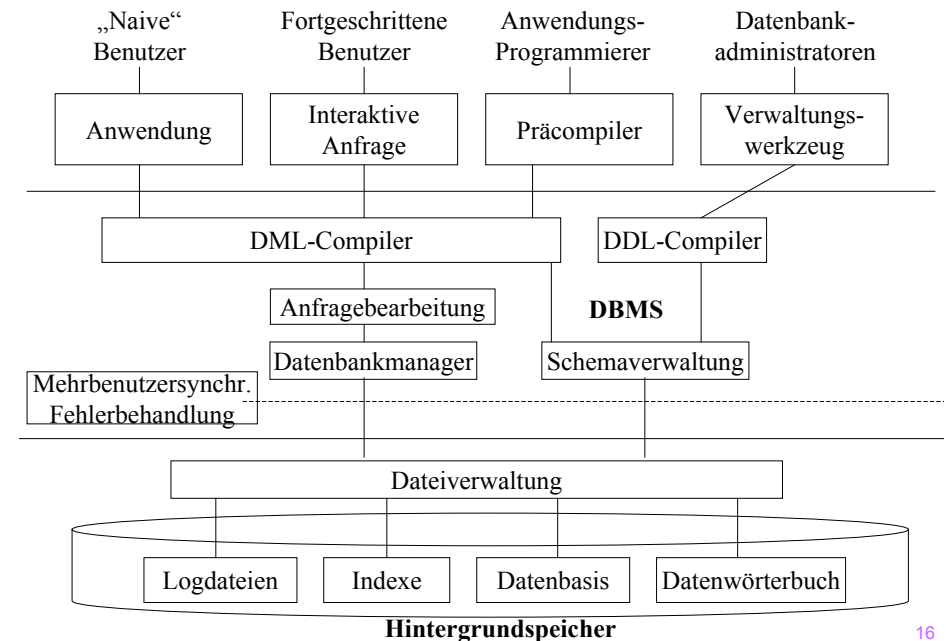 „Naive“ Fortgeschrittene Anwendungs- Datenbank-
Benutzer Benutzer Programmierer administratoren
Anwendung
Interaktive
Anfrage
Präcompiler
Verwaltungs-
werkzeug
DML-Compiler
DDL-Compiler
Anfragebearbeitung
DBMS
Datenbankmanager
Schemaverwaltung
Mehrbenutzersynchr.
Fehlerbehandlung
Dateiverwaltung
Logdateien
Indexe
Datenbasis
Datenwörterbuch
Hintergrundspeicher
16